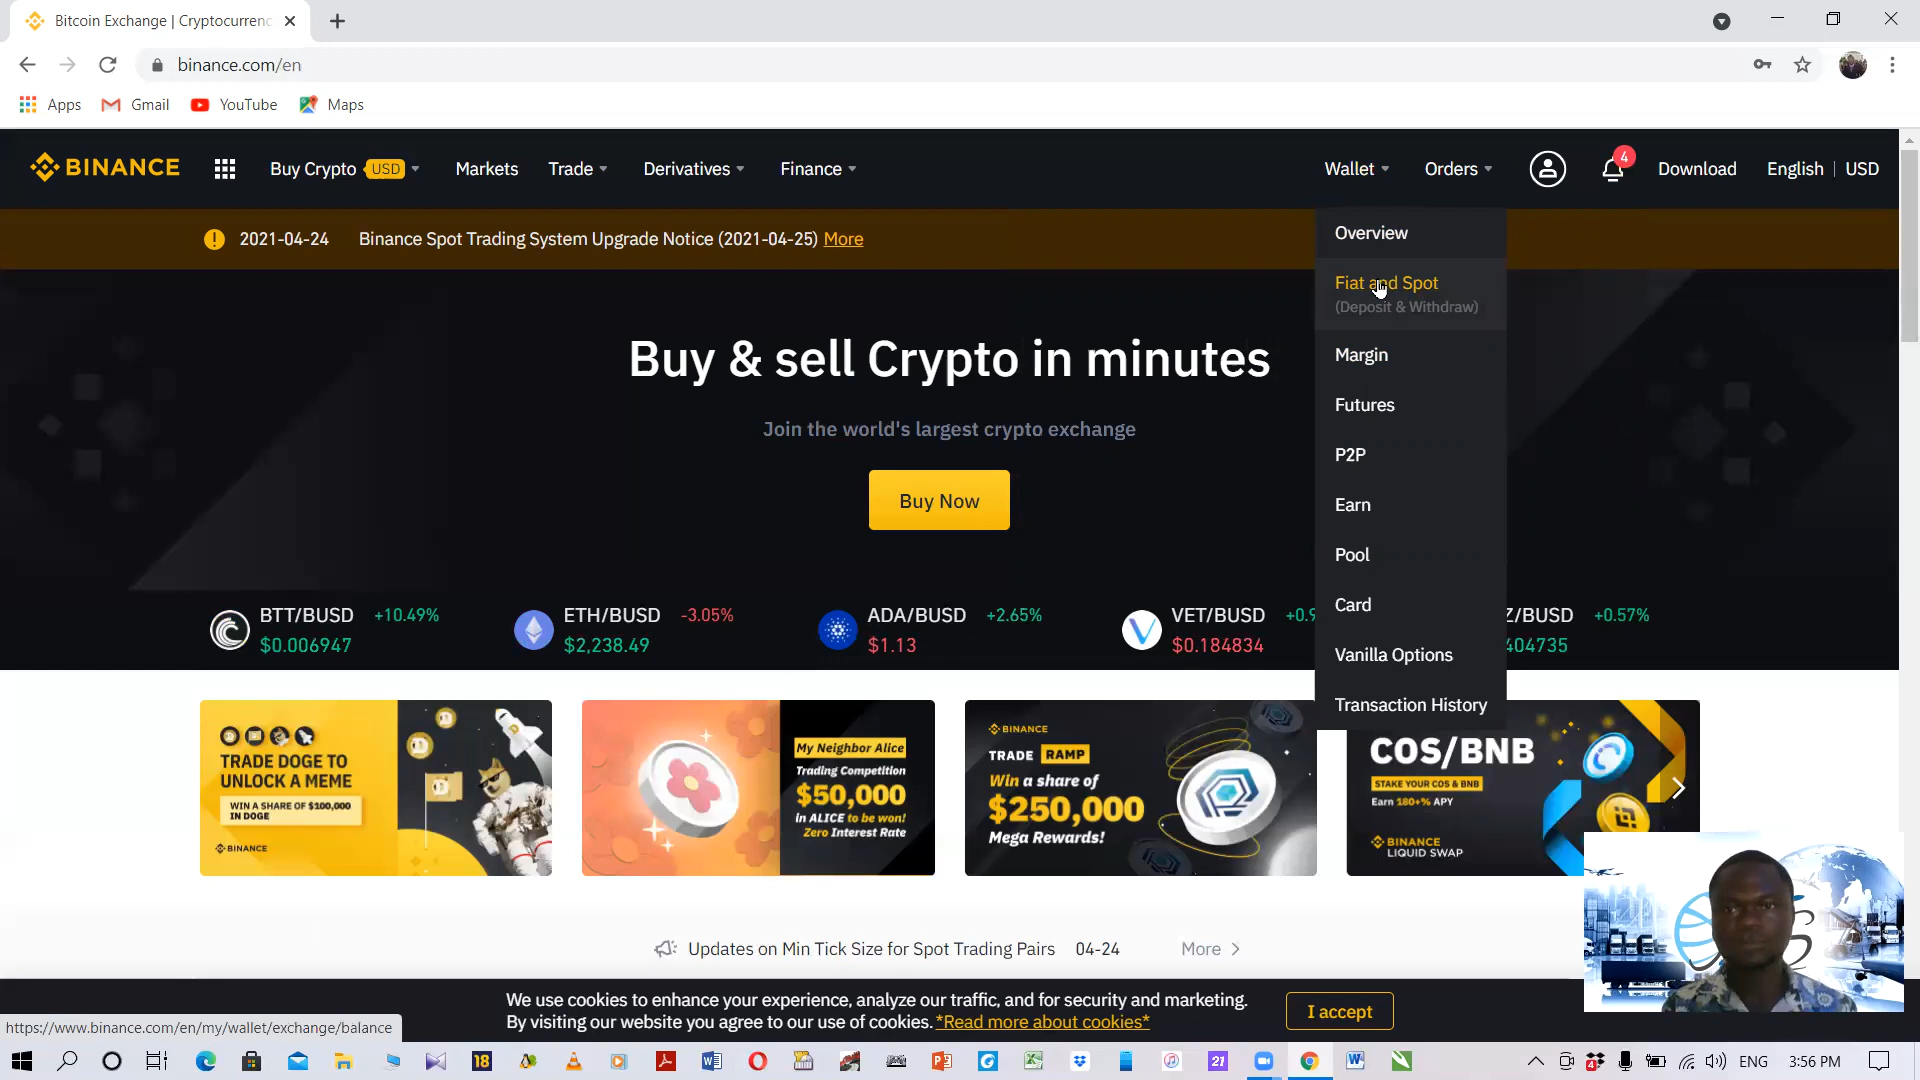 Bitcoin Exchange | Cryptocurrenc
binance.com/en
Apps Gmail YouTube Maps
BINANCE Buy Crypto USD Markets Trade Derivatives Finance Wallet Orders 4 Download English | USD
2021-04-24 Binance Spot Trading System Upgrade Notice (2021-04-25) More
Overview
Fiat and Spot
(Deposit & Withdraw)
Margin
Futures
P2P
Earn
Pool
Card
Vanilla Options
Transaction History
Buy & sell Crypto in minutes
Join the world's largest crypto exchange
Buy Now
BTT/BUSD +10.49%
$0.006947
ETH/BUSD -3.05%
$2,238.49
ADA/BUSD +2.65%
$1.13
VET/BUSD +0.9
$0.184834
Z/BUSD +0.57%
404735
TRADE DOGE TO
UNLOCK A MEME
WIN A SHARE OF $100,000
IN DOGE
BINANCE
My Neighbor Alice
Trading Competition
$50,000
in ALICE to be won!
Zero Interest Rate
BINANCE
TRADE RAMP
Win a share of
$250,000
Mega Rewards!
COS/BNB
STAKE YOUR COS & BNB
Earn 180+% APY
BINANCE
LIQUID SWAP
Updates on Min Tick Size for Spot Trading Pairs 04-24 More
We use cookies to enhance your experience, analyze our traffic, and for security and marketing.
By visiting our website you agree to our use of cookies. *Read more about cookies*
I accept
https://www.binance.com/en/my/wallet/exchange/balance
18
21
4
ENG
3:56 PM